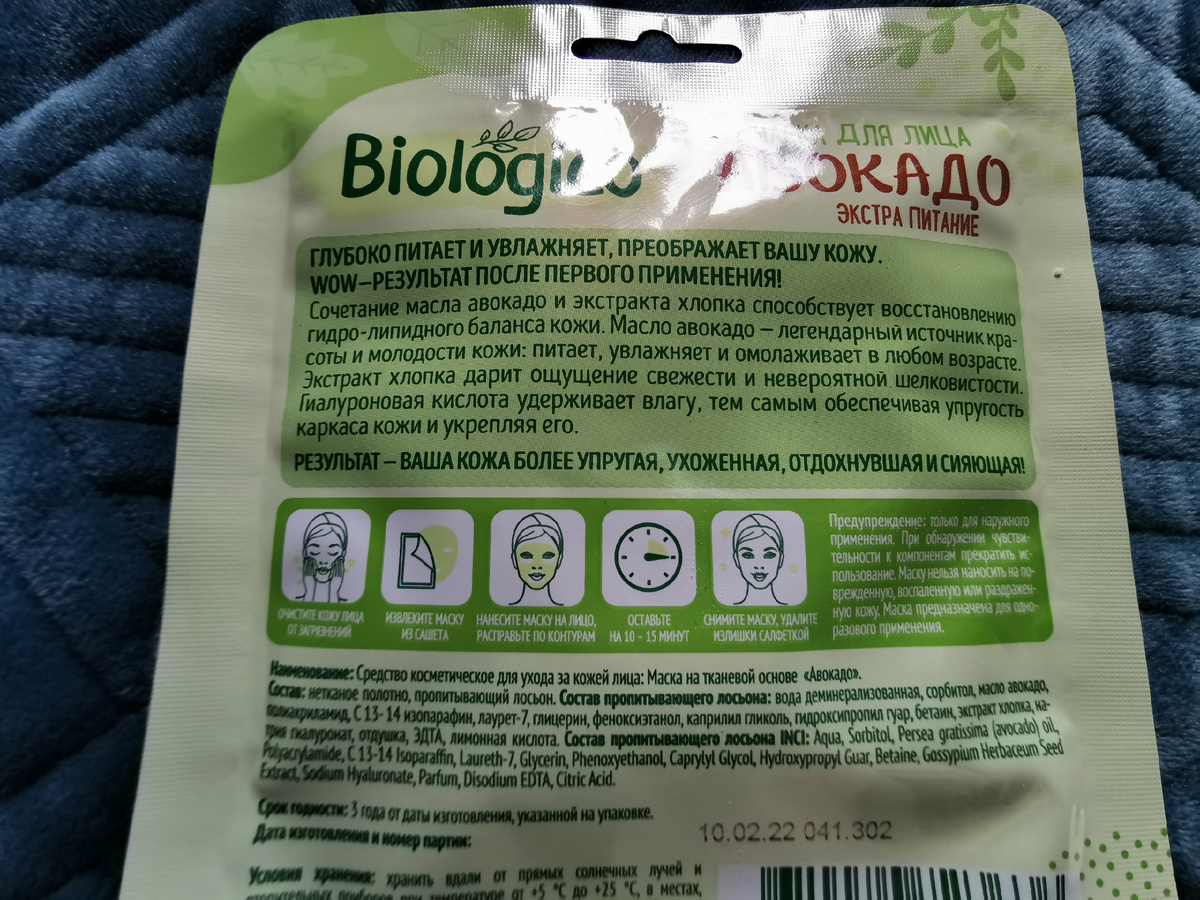 Biologico
ДЛЯ ЛИЦА
АВОКАДО
ЭКСТРА ПИТАНИЕ
ГЛУБОКО ПИТАЕТ И УВЛАЖНЯЕТ, ПРЕОБРАЖАЕТ ВАШУ КОЖУ.
WOW–РЕЗУЛЬТАТ ПОСЛЕ ПЕРВОГО ПРИМЕНЕНИЯ!
Сочетание масла авокадо и экстракта хлопка способствует восстановлению
гидро-липидного баланса кожи. Масло авокадо – легендарный источник кра-
соты и молодости кожи: питает, увлажняет и омолаживает в любом возрасте.
Экстракт хлопка дарит ощущение свежести и невероятной шелковистости.
Гиалуроновая кислота удерживает влагу, тем самым обеспечивая упругость
каркаса кожи и укрепляя его.
РЕЗУЛЬТАТ – ВАША КОЖА БОЛЕЕ УПРУГАЯ, УХОЖЕННАЯ, ОТДОХНУВШАЯ И СИЯЮЩАЯ!
ОЧИСТИТЕ КОЖУ ЛИЦА
ОТ ЗАГРЯЗНЕНИЙ
ИЗВЛЕКИТЕ МАСКУ
ИЗ САШЕТА
НАНЕСИТЕ МАСКУ НА ЛИЦО,
РАСПРАВЬТЕ ПО КОНТУРАМ
ОСТАВЬТЕ
НА 10 - 15 МИНУТ
СНИМИТЕ МАСКУ, УДАЛИТЕ
ИЗЛИШКИ САЛФЕТКОЙ
Предупреждение: только для наружного
применения. При обнаружении чувстви-
тельности к компонентам прекратить ис-
пользование. Маску нельзя наносить на по-
врежденную, воспаленную или раздражен-
ную кожу. Маска предназначена для одно-
разового применения.
Наименование: Средство косметическое для ухода за кожей лица: Маска на тканевой основе «Авокадо».
Состав: нетканое полотно, пропитывающий лосьон. Состав пропитывающего лосьона: вода деминерализованная, сорбитол, масло авокадо,
полиакриламид, С 13- 14 изопарафин, лаурет-7, глицерин, феноксиэтанол, каприлил гликоль, гидроксипропил гуар, бетаин, экстракт хлопка, на-
трия гиалуронат, отдушка, ЭДТА, лимонная кислота. Состав пропитывающего лосьона INCI: Aqua, Sorbitol, Persea gratissima (avocado) oil,
Polyacrylamide, C 13-14 Isoparaffin, Laureth-7, Glycerin, Phenoxyethanol, Caprylyl Glycol, Hydroxypropyl Guar, Betaine, Gossypium Herbaceum Seed
Extract, Sodium Hyaluronate, Parfum, Disodium EDTA, Citric Acid.
Срок годности: 3 года от даты изготовления, указанной на упаковке.
Дата изготовления и номер партии:
10.02.22 041.302
Условия хранения: хранить вдали от прямых солнечных лучей и
отопительных приборов при температуре от +5 °С до +25 °С, в местах,